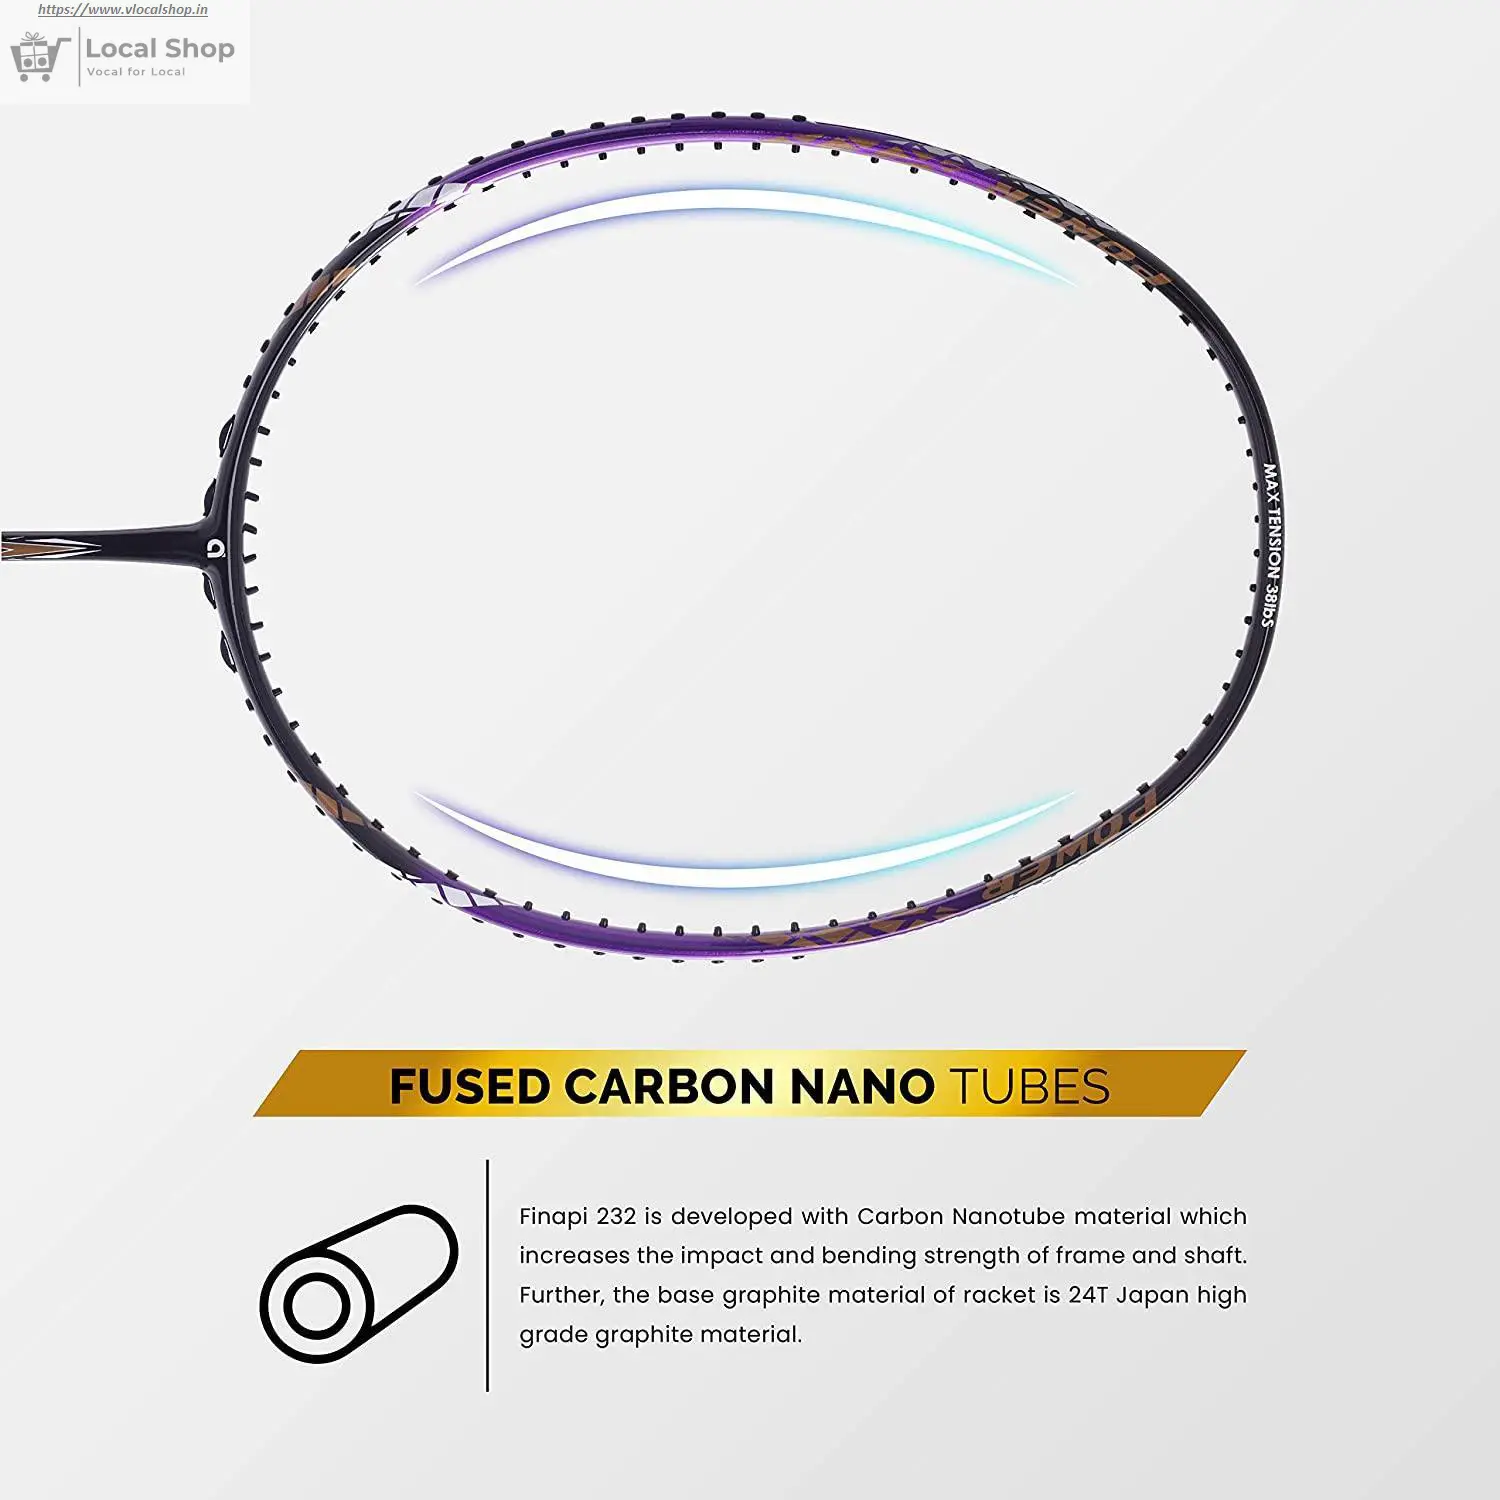 https://www.vlocalshop.in
Local Shop
Vocal for Local
POWER
MAX TENSION 38lbS
POWER
FUSED CARBON NANO TUBES
Finapi 232 is developed with Carbon Nanotube material which
increases the impact and bending strength of frame and shaft.
Further, the base graphite material of racket is 24T Japan high
grade graphite material.